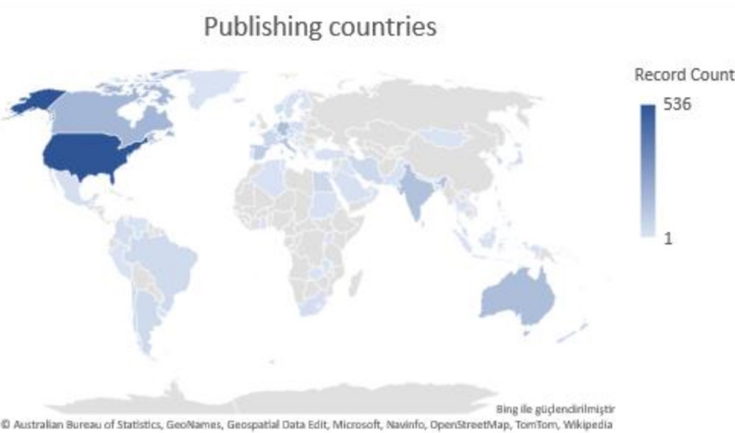 Publishing countries
Record Count
536
1
Bing ile güçlendirilmiştir
© Australian Bureau of Statistics, GeoNames, Geospatial Data Edit, Microsoft, Navinfo, OpenStreetMap, TomTom, Wikipedia